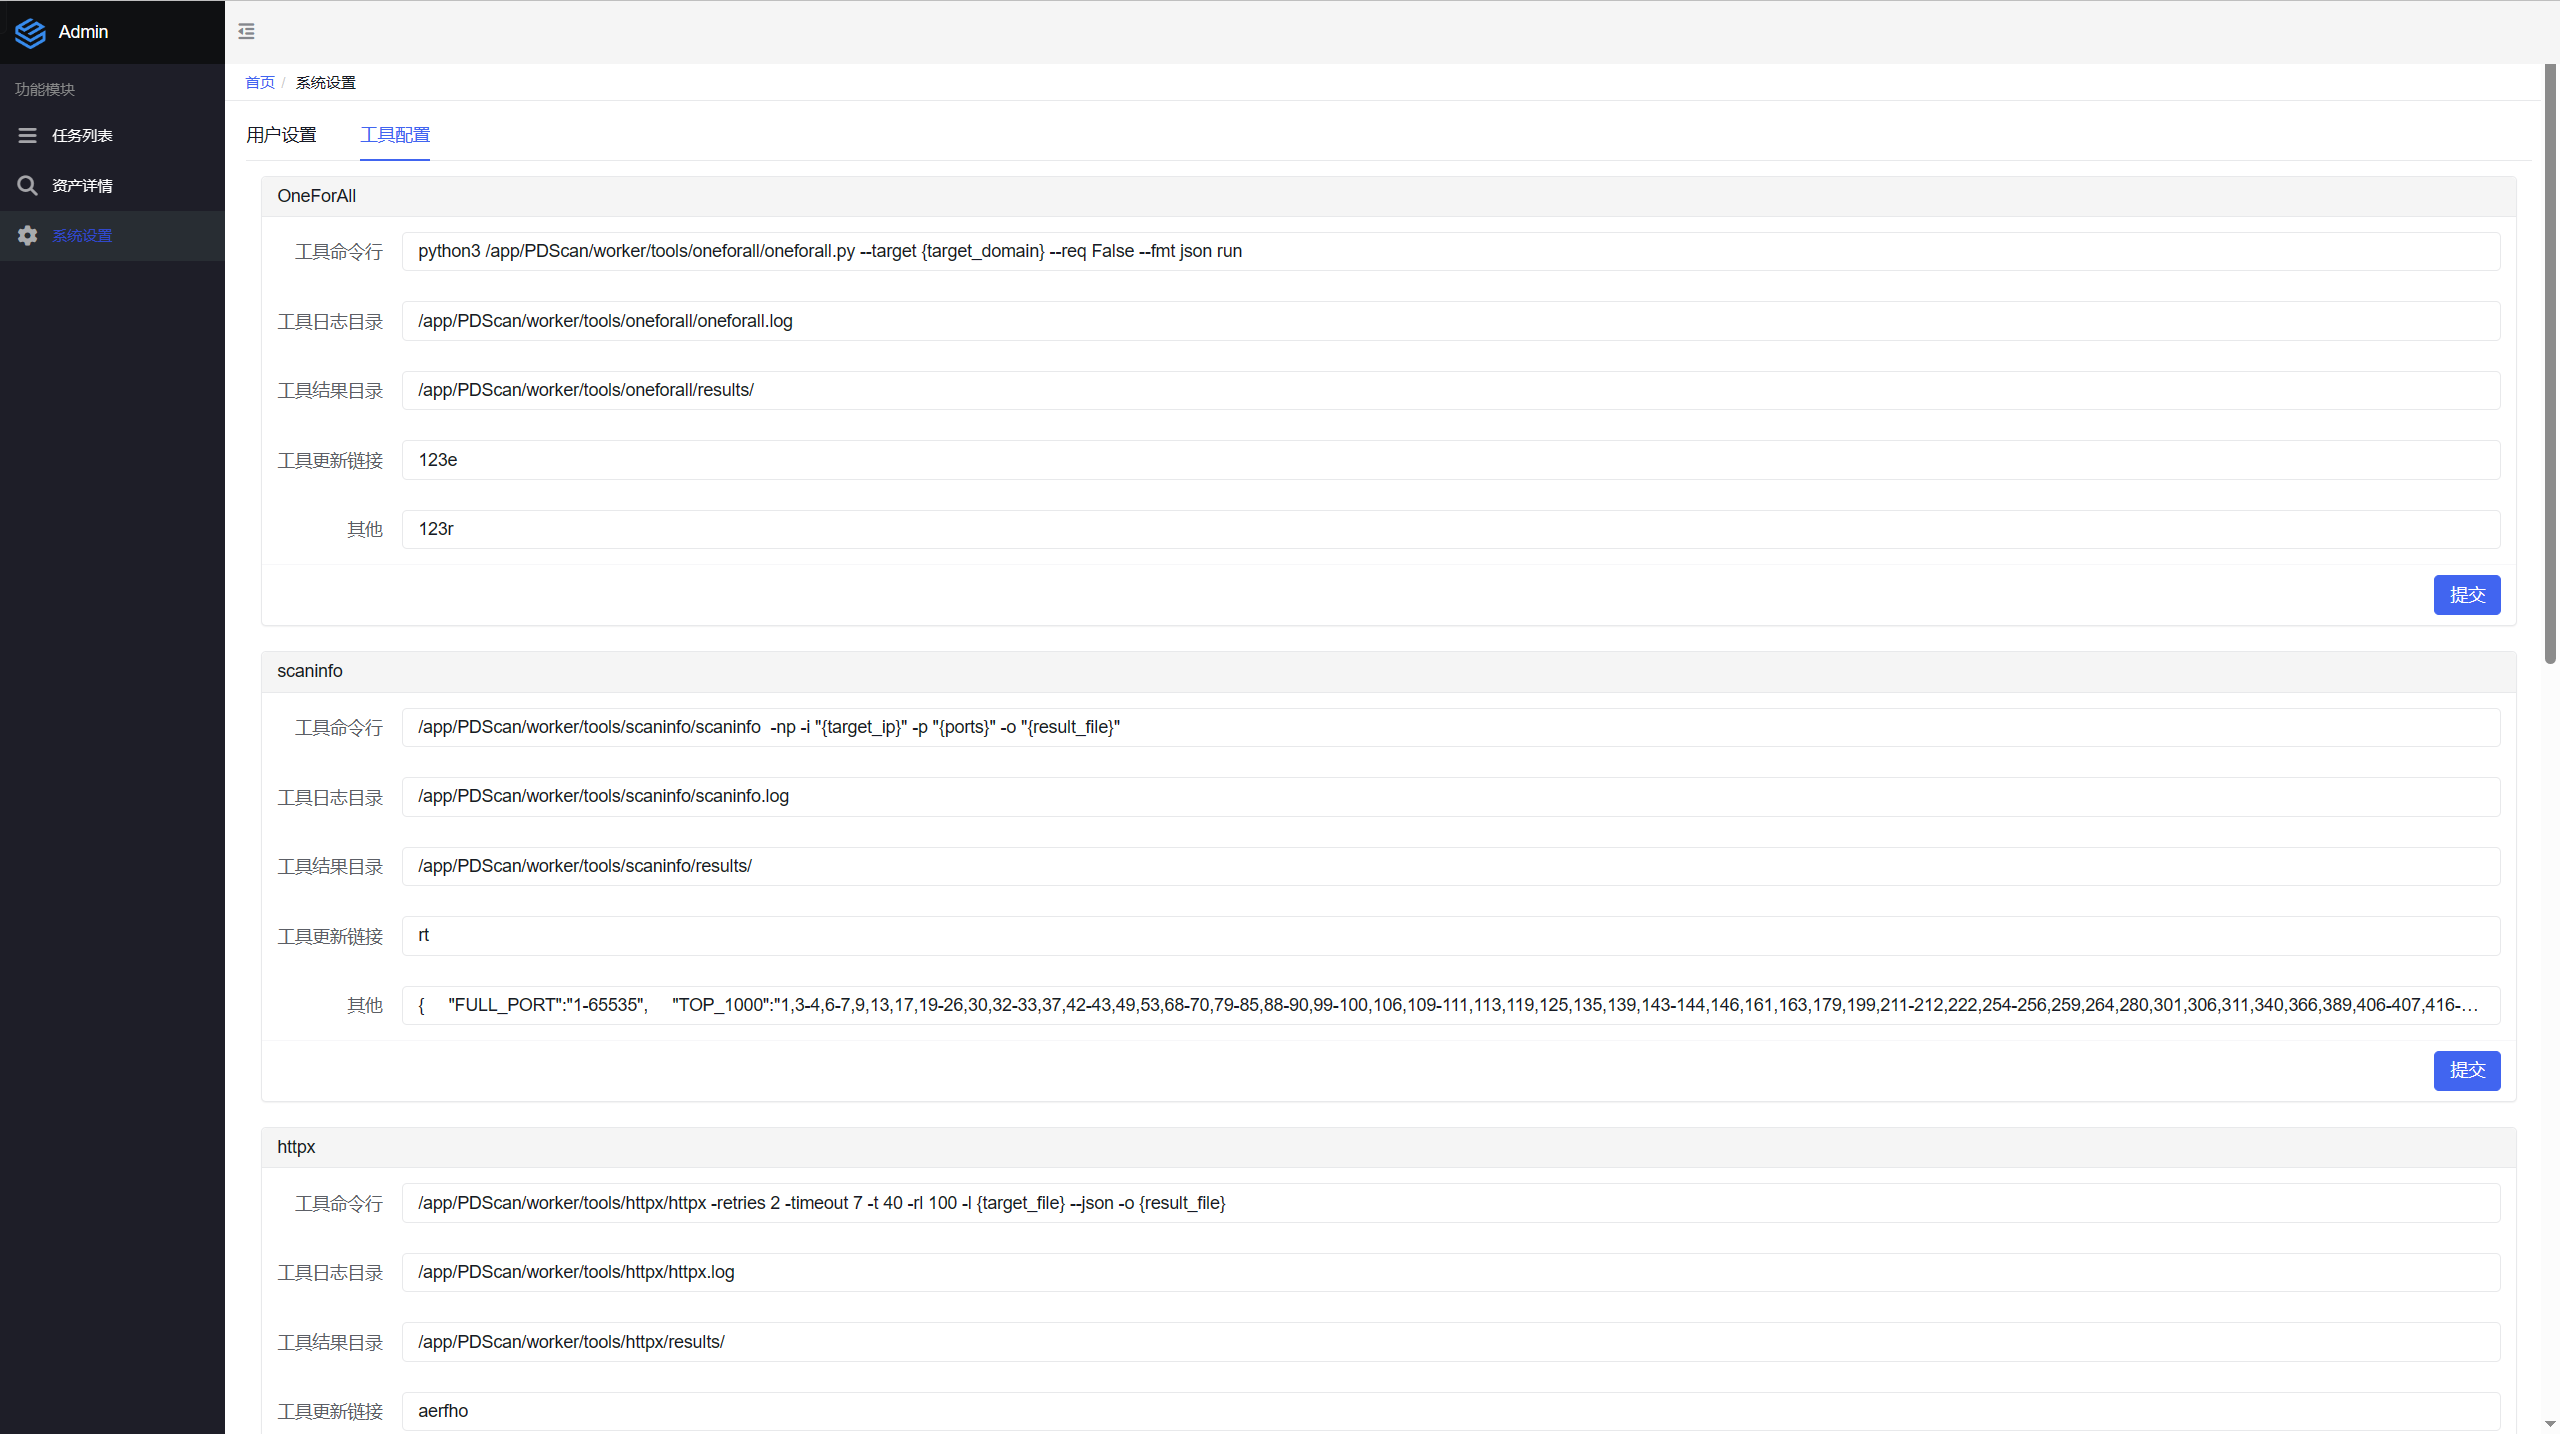 Admin
功能模块
任务列表
资产详情
系统设置
首页 / 系统设置
用户设置 工具配置
OneForAll
工具命令行 python3 /app/PDScan/worker/tools/oneforall/oneforall.py --target {target_domain} --req False --fmt json run
工具日志目录 /app/PDScan/worker/tools/oneforall/oneforall.log
工具结果目录 /app/PDScan/worker/tools/oneforall/results/
工具更新链接 123e
其他 123r
提交
scaninfo
工具命令行 /app/PDScan/worker/tools/scaninfo/scaninfo  -np -i "{target_ip}" -p "{ports}" -o "{result_file}"
工具日志目录 /app/PDScan/worker/tools/scaninfo/scaninfo.log
工具结果目录 /app/PDScan/worker/tools/scaninfo/results/
工具更新链接 rt
其他 {     "FULL_PORT":"1-65535",     "TOP_1000":"1,3-4,6-7,9,13,17,19-26,30,32-33,37,42-43,49,53,68-70,79-85,88-90,99-100,106,109-111,113,119,125,135,139,143-144,146,161,163,179,199,211-212,222,254-256,259,264,280,301,306,311,340,366,389,406-407,416-…
提交
httpx
工具命令行 /app/PDScan/worker/tools/httpx/httpx -retries 2 -timeout 7 -t 40 -rl 100 -l {target_file} --json -o {result_file}
工具日志目录 /app/PDScan/worker/tools/httpx/httpx.log
工具结果目录 /app/PDScan/worker/tools/httpx/results/
工具更新链接 aerfho